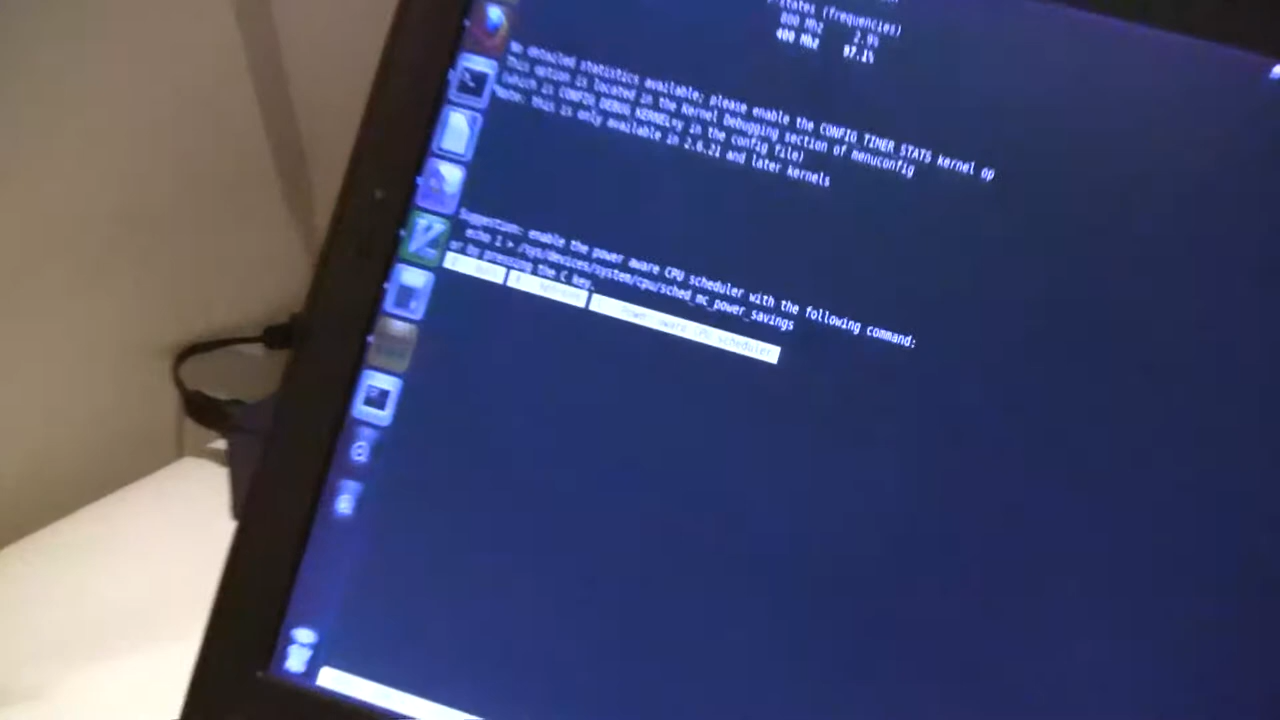 states (frequencies)
800 Mhz 2.9%
400 Mhz 97.1%
No detailed statistics available; please enable the CONFIG_TIMER_STATS kernel op
This option is located in the Kernel Debugging section of menuconfig
(which is CONFIG_DEBUG_KERNEL=y in the config file)
Note: this is only available in 2.6.21 and later kernels
Suggestion: enable the power aware CPU scheduler with the following command:
echo 1 > /sys/devices/system/cpu/sched_mc_power_savings
or by pressing the C key.
Power aware CPU scheduler